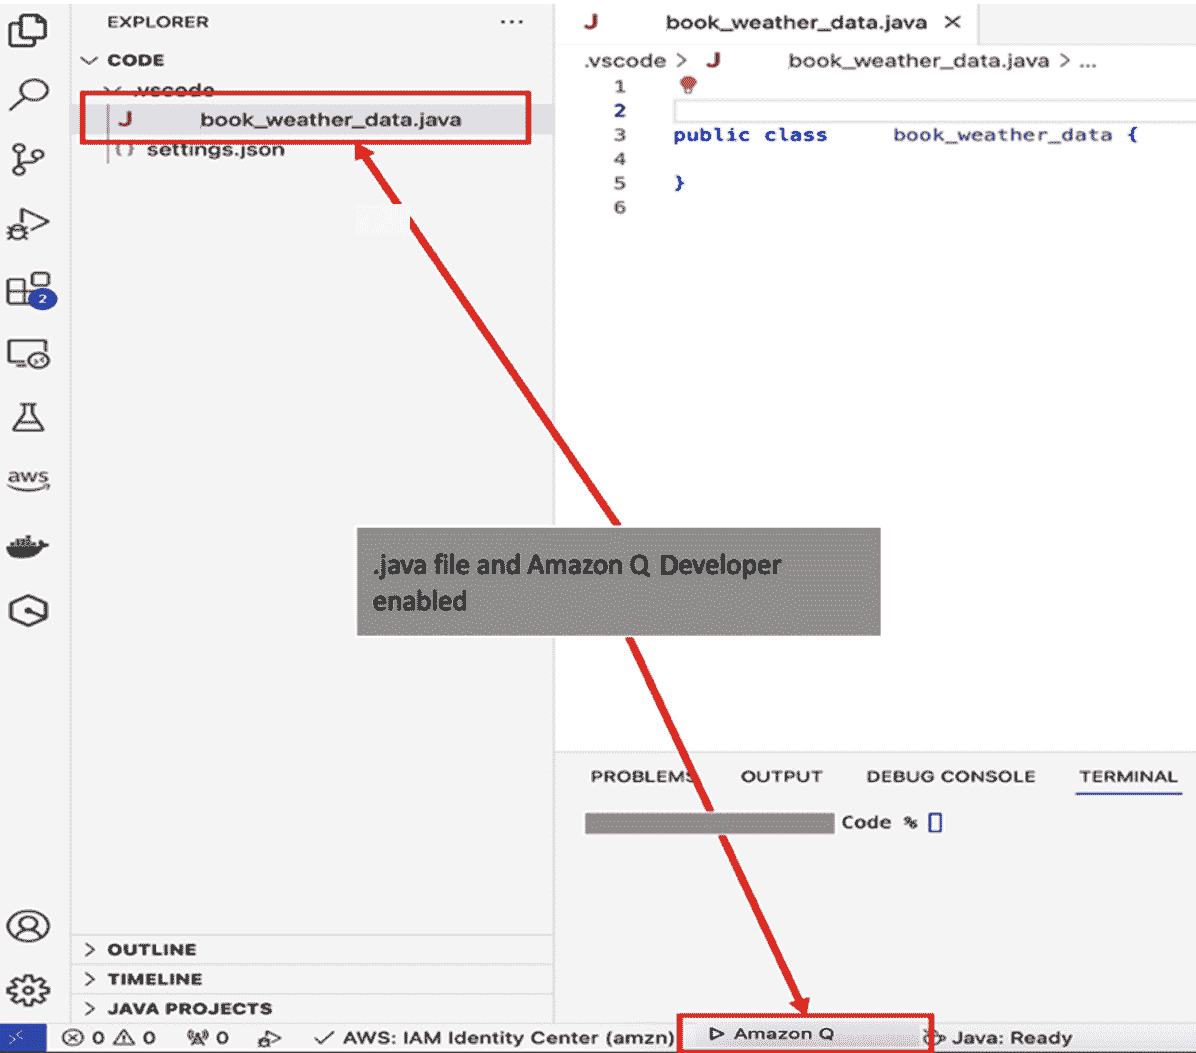 EXPLORER ...
CODE
.vscode
J book_weather_data.java
{} settings.json
2
aws
OUTLINE
TIMELINE
JAVA PROJECTS
J book_weather_data.java ×
.vscode > J book_weather_data.java > ...
1
2
3 public class book_weather_data {
4
5 }
6
.java file and Amazon Q Developer
enabled
PROBLEMS OUTPUT DEBUG CONSOLE TERMINAL
Code %
0 0 0 AWS: IAM Identity Center (amzn) Amazon Q Java: Ready